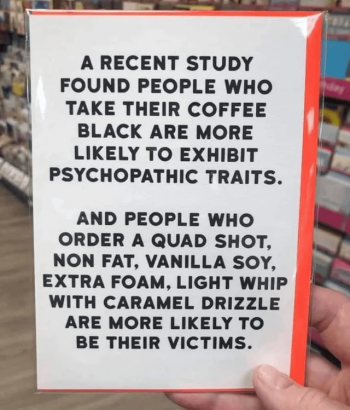 A RECENT STUDY
FOUND PEOPLE WHO
TAKE THEIR COFFEE
BLACK ARE MORE
LIKELY TO EXHIBIT
PSYCHOPATHIC TRAITS.
AND PEOPLE WHO
ORDER A QUAD SHOT,
NON FAT, VANILLA SOY,
EXTRA FOAM, LIGHT WHIP
WITH CARAMEL DRIZZLE
ARE MORE LIKELY TO
BE THEIR VICTIMS.